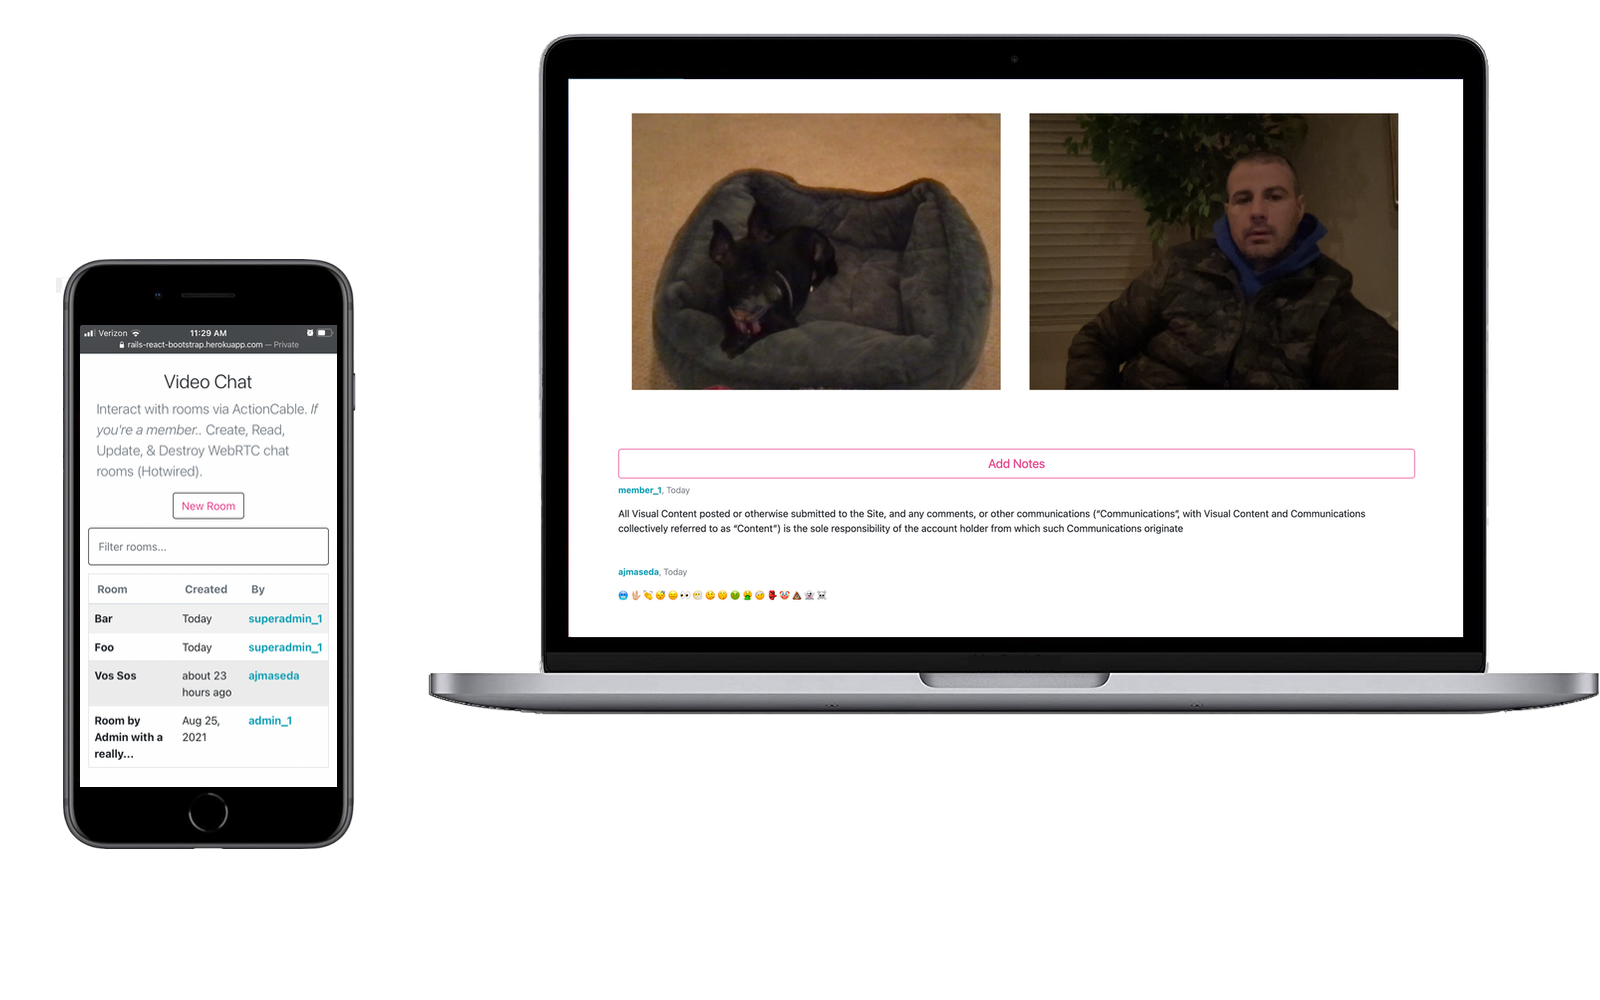 Verizon 11:29 AM
rails-react-bootstrap.herokuapp.com — Private
Video Chat
Interact with rooms via ActionCable. If
you're a member.. Create, Read,
Update, & Destroy WebRTC chat
rooms (Hotwired).
New Room
Filter rooms...
Room Created By
Bar Today superadmin_1
Foo Today superadmin_1
Vos Sos about 23 ajmaseda
hours ago
Room by Aug 25, admin_1
Admin with a 2021
really...
Add Notes
member_1, Today
All Visual Content posted or otherwise submitted to the Site, and any comments, or other communications (“Communications”, with Visual Content and Communications
collectively referred to as “Content”) is the sole responsibility of the account holder from which such Communications originate
ajmaseda, Today